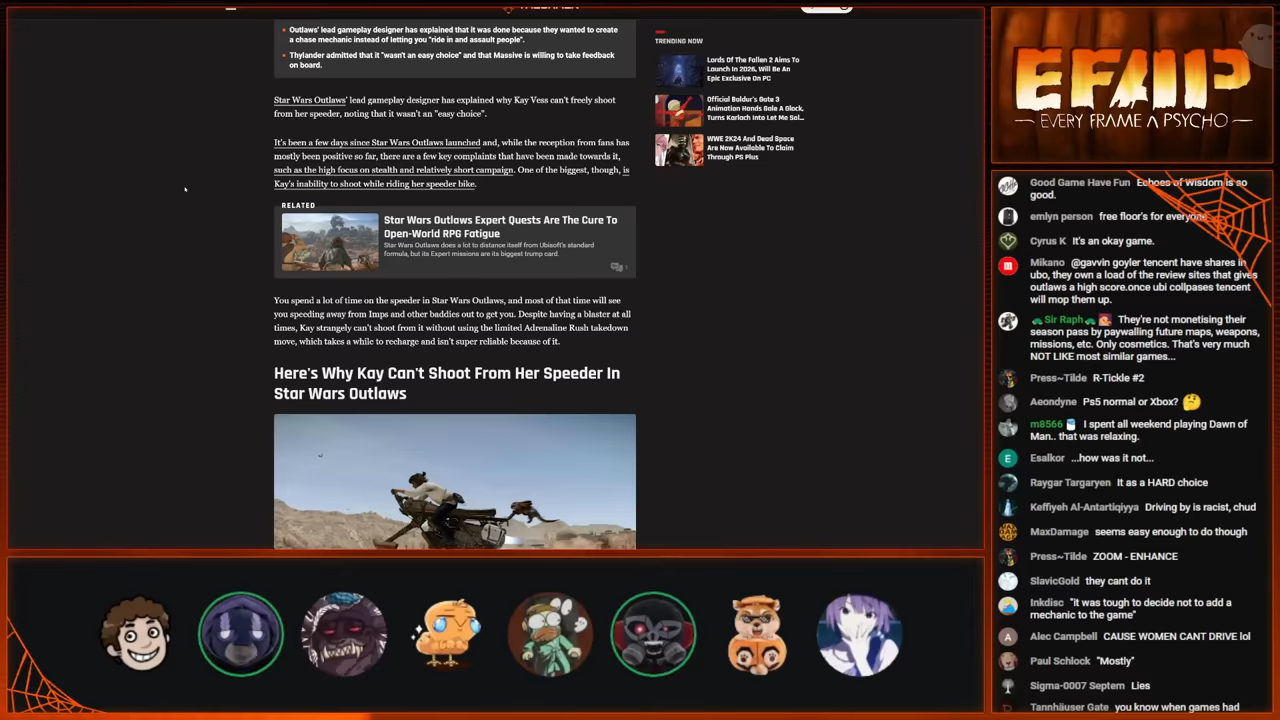 Outlaws' lead gameplay designer has explained that it was done because they wanted to create
a chase mechanic instead of letting you "ride in and assault people".
Thylander admitted that it "wasn't an easy choice" and that Massive is willing to take feedback
on board.
Star Wars Outlaws' lead gameplay designer has explained why Kay Vess can't freely shoot
from her speeder, noting that it wasn't an "easy choice".
It's been a few days since Star Wars Outlaws launched and, while the reception from fans has
mostly been positive so far, there are a few key complaints that have been made towards it,
such as the high focus on stealth and relatively short campaign. One of the biggest, though, is
Kay's inability to shoot while riding her speeder bike.
RELATED
Star Wars Outlaws Expert Quests Are The Cure To
Open-World RPG Fatigue
Star Wars Outlaws does a lot to distance itself from Ubisoft's standard
formula, but its Expert missions are its biggest trump card.
1
You spend a lot of time on the speeder in Star Wars Outlaws, and most of that time will see
you speeding away from Imps and other baddies out to get you. Despite having a blaster at all
times, Kay strangely can't shoot from it without using the limited Adrenaline Rush takedown
move, which takes a while to recharge and isn't super reliable because of it.
Here's Why Kay Can't Shoot From Her Speeder In
Star Wars Outlaws
TRENDING NOW
Lords Of The Fallen 2 Aims To
Launch In 2026, Will Be An
Epic Exclusive On PC
Official Baldur's Gate 3
Animation Hands Gale A Glock,
Turns Karlach Into Let Me Sol...
WWE 2K24 And Dead Space
Are Now Available To Claim
Through PS Plus
EFAP
EVERY FRAME A PSYCHO
Good Game Have Fun Echoes of Wisdom is so
good.
emlyn person free floor's for everyone
Cyrus K It's an okay game.
Mikano @gavvin goyler tencent have shares in
ubo, they own a load of the review sites that gives
outlaws a high score.once ubi collpases tencent
will mop them up.
Sir Raph They're not monetising their
season pass by paywalling future maps, weapons,
missions, etc. Only cosmetics. That's very much
NOT LIKE most similar games...
Press~Tilde R-Tickle #2
Aeondyne Ps5 normal or Xbox?
m8566 I spent all weekend playing Dawn of
Man.. that was relaxing.
E
Esalkor ...how was it not...
Raygar Targaryen It as a HARD choice
Keffiyeh Al-Antartiqiyya Driving by is racist, chud
MaxDamage seems easy enough to do though
Press~Tilde ZOOM - ENHANCE
SlavicGold they cant do it
Inkdisc "it was tough to decide not to add a
mechanic to the game"
A
Alec Campbell CAUSE WOMEN CANT DRIVE lol
Paul Schlock "Mostly"
Sigma-0007 Septem Lies
Tannhäuser Gate you know when games had